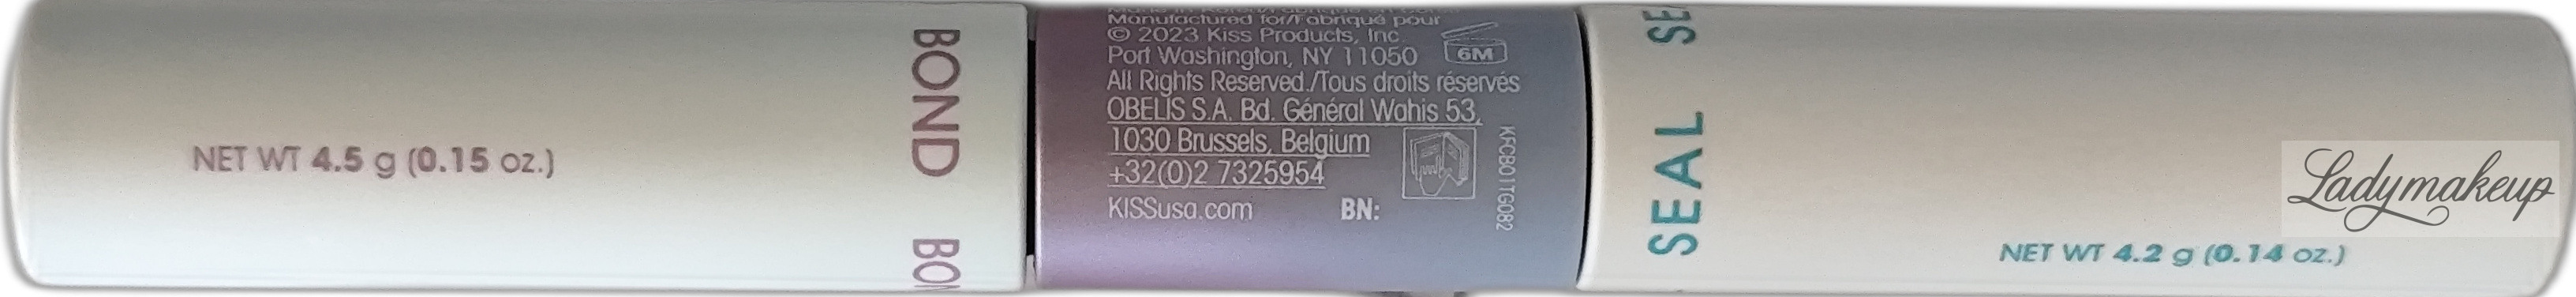 BOND
BON
NET WT 4.5 g (0.15 oz.)
Manufactured for/Fabriqué pour
© 2023 Kiss Products, Inc.
Port Washington, NY 11050
6M
All Rights Reserved./Tous droits réservés
OBELIS S.A. Bd. Général Wahis 53,
1030 Brussels, Belgium
+32(0)2 7325954
KISSusa.com BN:
KFCB01TG082
SEAL
NET WT 4.2 g (0.14 oz.)
Ladymakeup